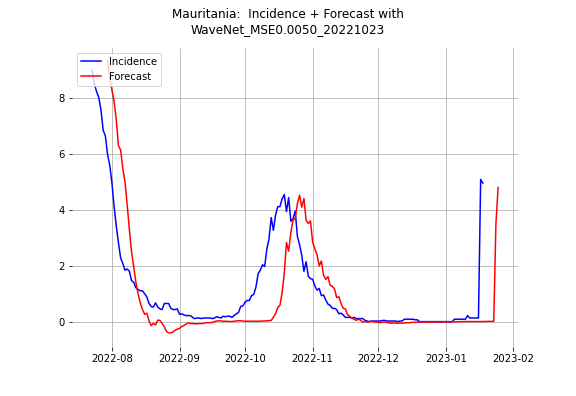 Mauritania:  Incidence + Forecast with
WaveNet_MSE0.0050_20221023
Incidence
Forecast
8
6
4
2
0
2022-08 2022-09 2022-10 2022-11 2022-12 2023-01 2023-02